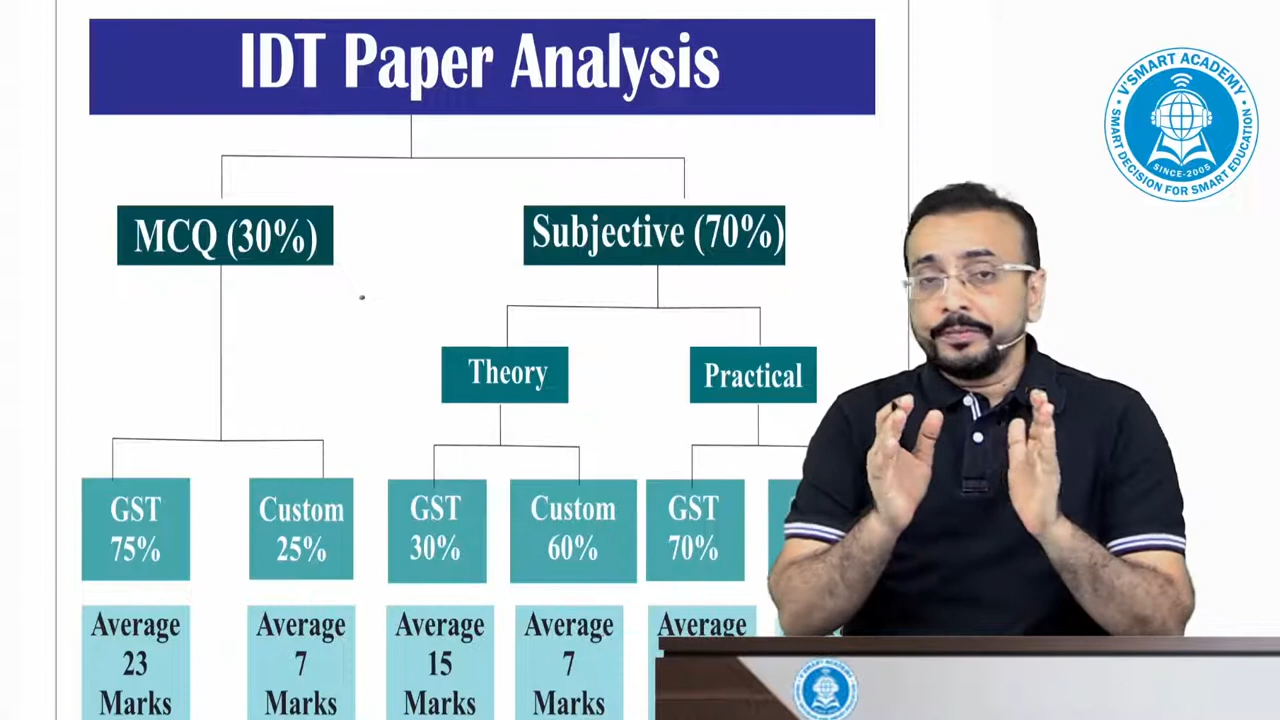 IDT Paper Analysis
V'SMART ACADEMY
SMART DECISION FOR SMART EDUCATION
SINCE-2005
MCQ (30%)
Subjective (70%)
Theory
Practical
GST
75%
Custom
25%
GST
30%
Custom
60%
GST
70%
Average
23
Marks
Average
7
Marks
Average
15
Marks
Average
7
Marks
Average